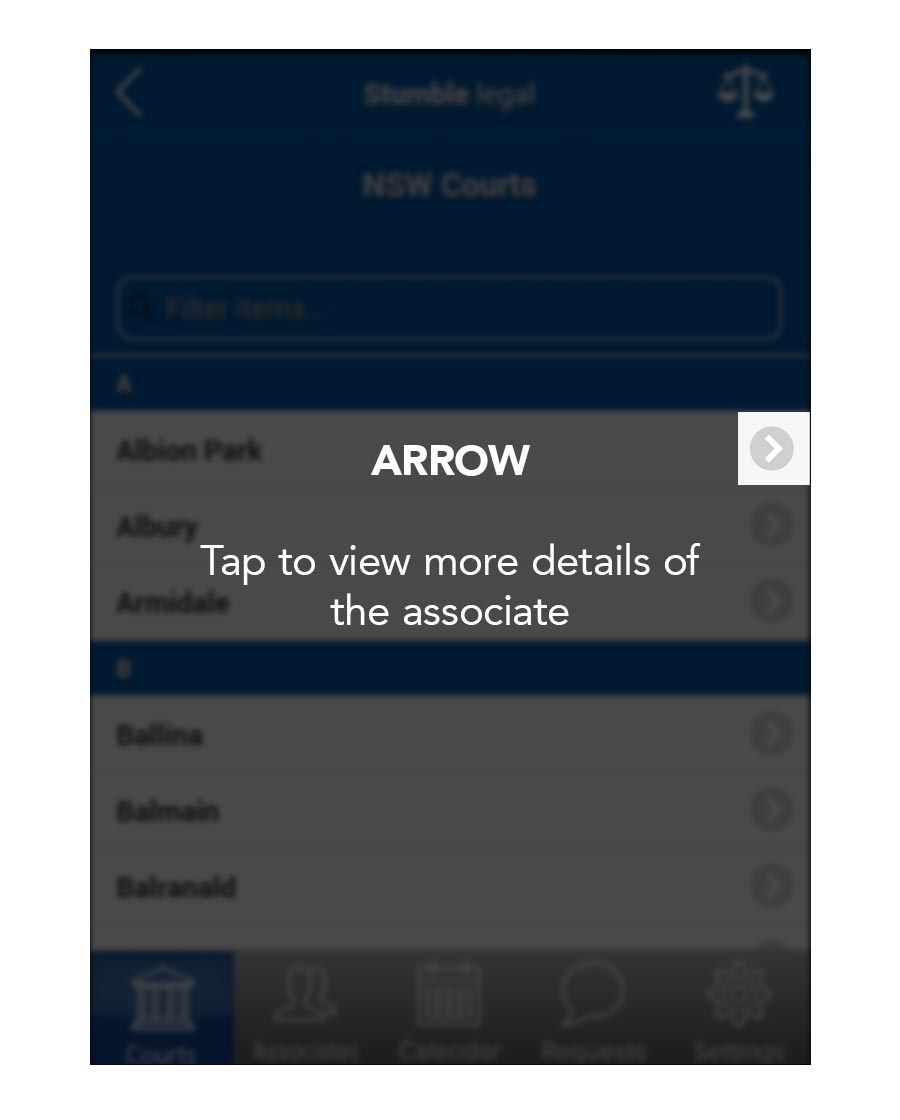 Stumble legal
NSW Courts
Filter items...
A
Albion Park
ARROW
Albury
Tap to view more details of
the associate
Armidale
B
Ballina
Balmain
Balranald
Courts Associates Calendar Requests Settings